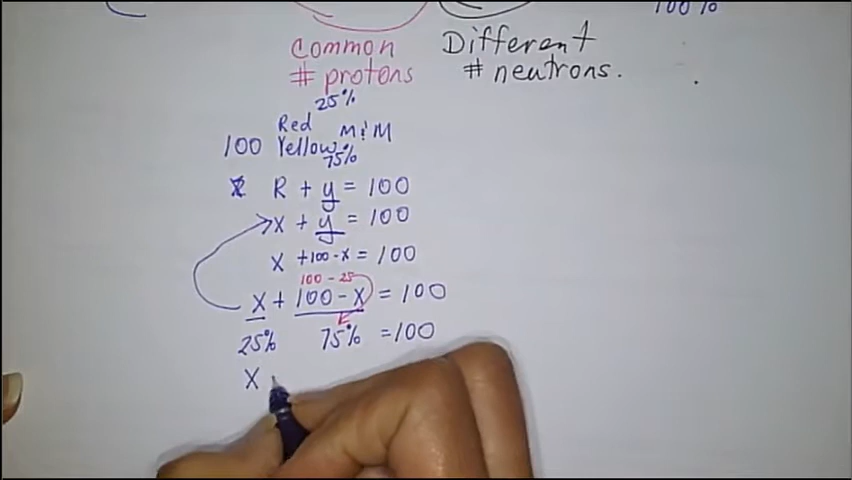 100%
Common Different
# protons # neutrons.
25%
Red M&M
100 Yellow
75%
R + y = 100
x + y = 100
x +100-x = 100
100 - 25
x + 100 - x = 100
25% 75% =100
x